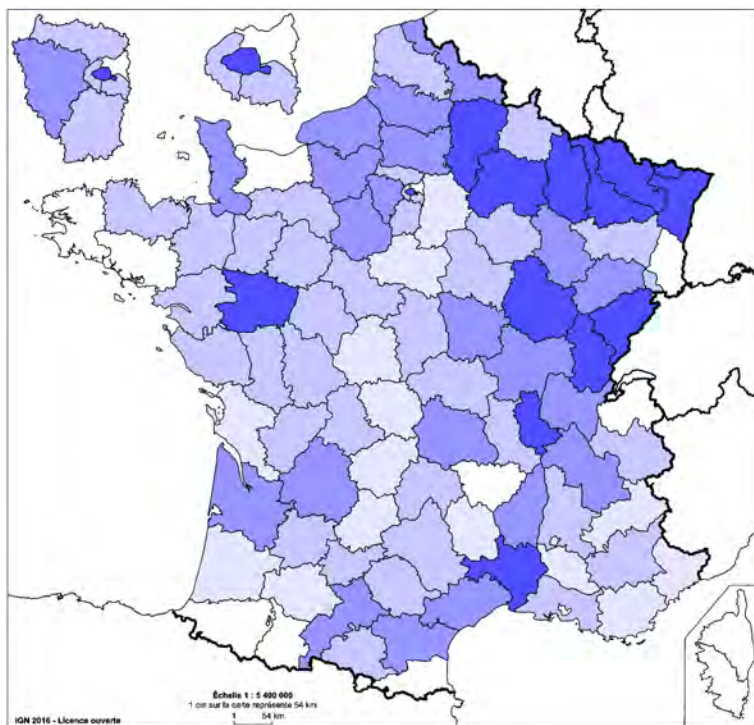 Échelle 1 : 5 400 000
1 cm sur la carte représente 54 km
1 54 km
IGN 2016 - Licence ouverte